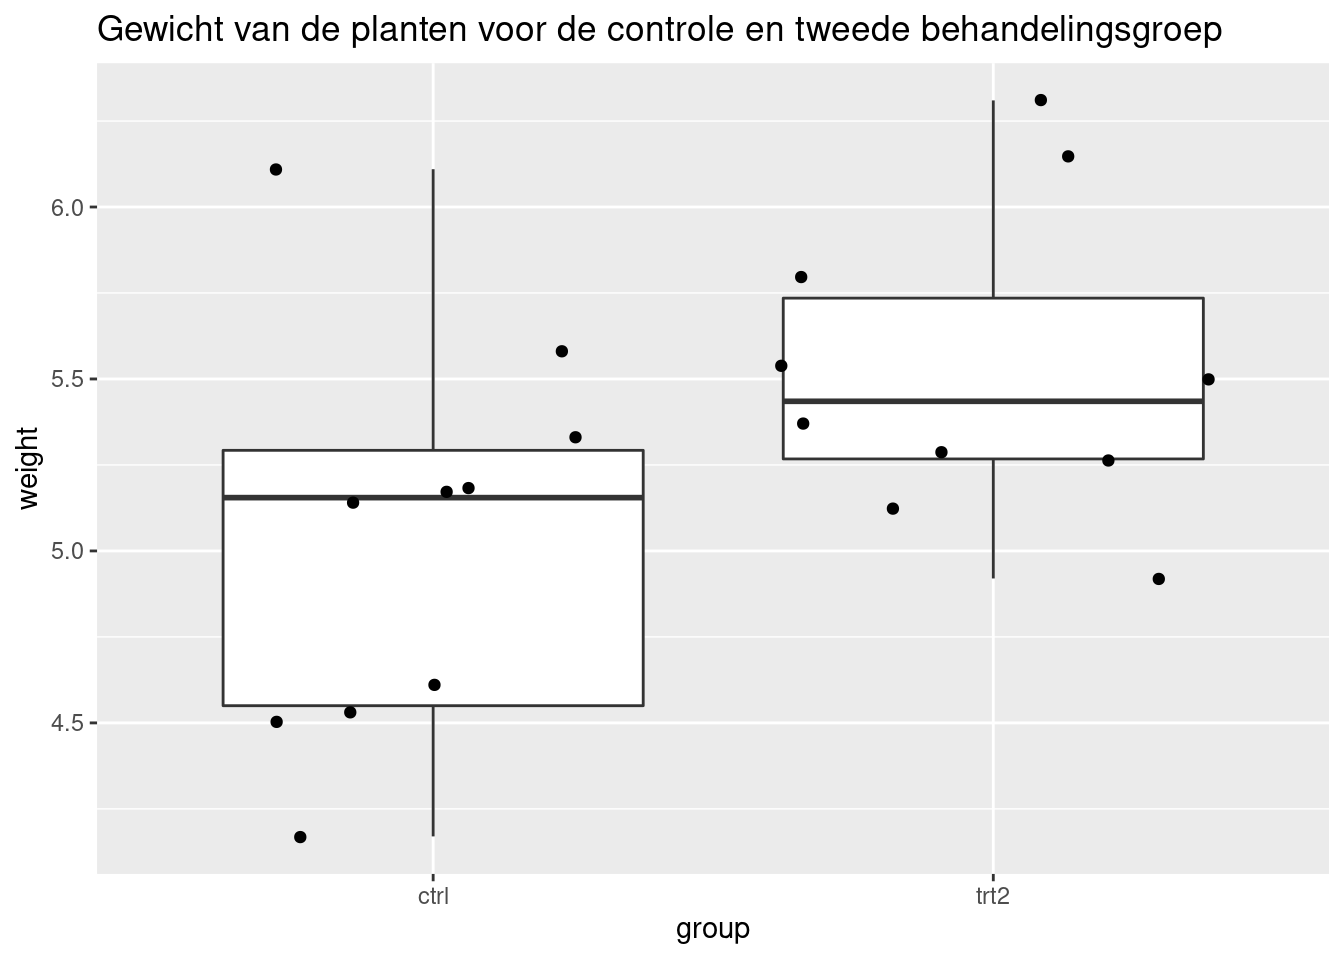 Gewicht van de planten voor de controle en tweede behandelingsgroep
6.0
5.5
5.0
4.5
weight
ctrl
trt2
group